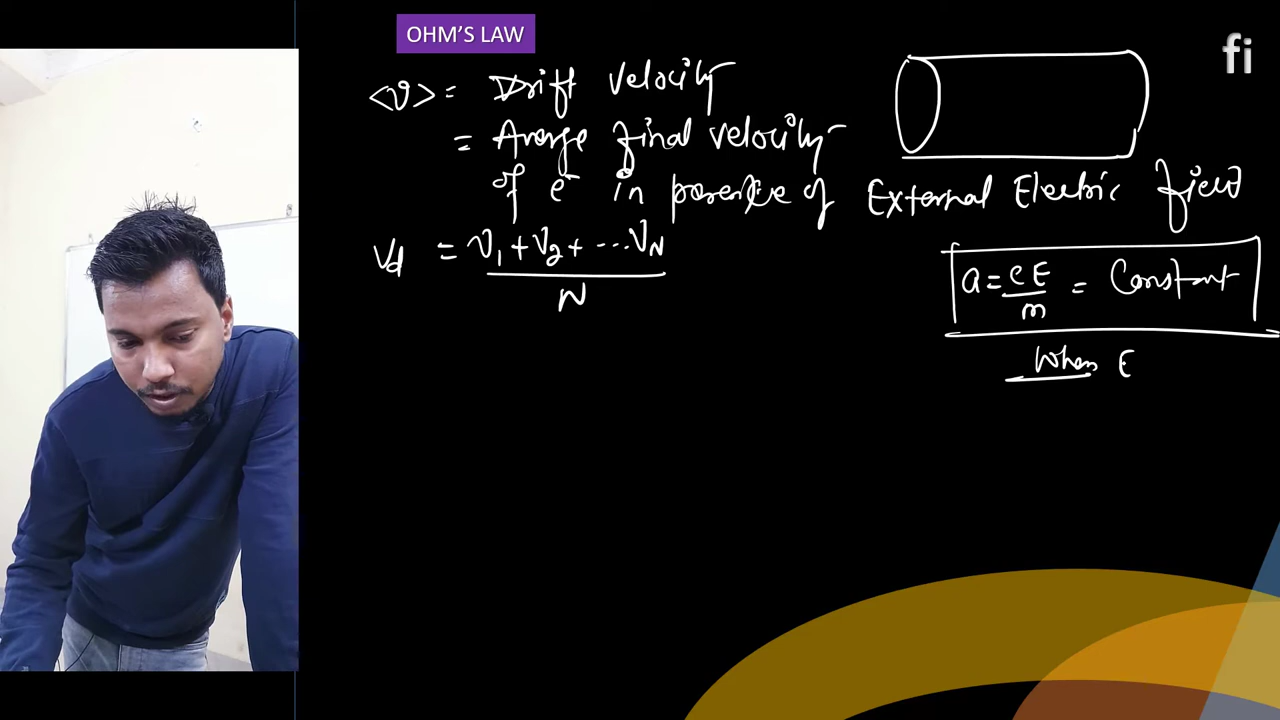 OHM'S LAW
fi
<v> = Drift velocity
= Average final velocity
of e⁻ in presence of External Electric field
Vd = v₁ + v₂ + ... vN
N
a = eE = Constant
m
When E